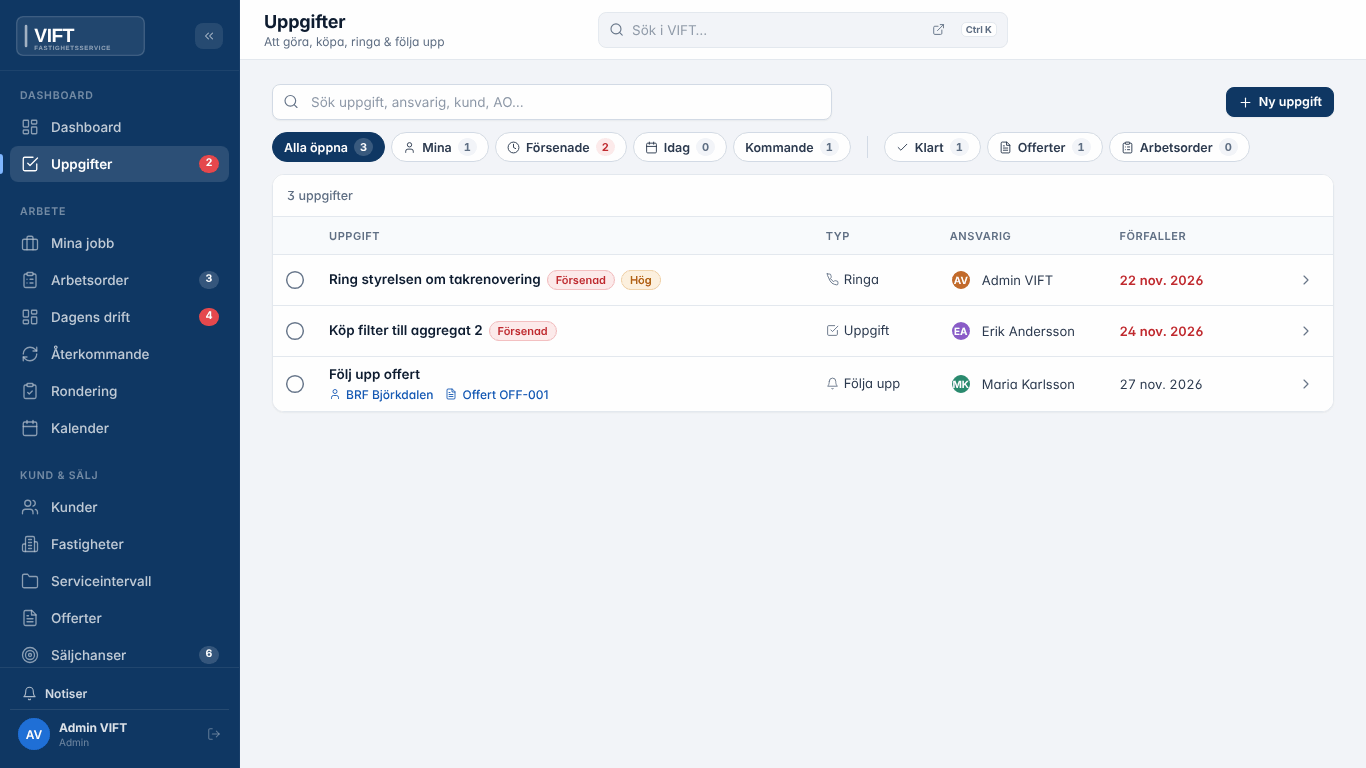 VIFT
FASTIGHETSSERVICE
DASHBOARD
Dashboard
Uppgifter 2
ARBETE
Mina jobb
Arbetsorder 3
Dagens drift 4
Återkommande
Rondering
Kalender
KUND & SÄLJ
Kunder
Fastigheter
Serviceintervall
Offerter
Säljchanser 6
Notiser
AV Admin VIFT
Admin
Uppgifter
Att göra, köpa, ringa & följa upp
Sök i VIFT... Ctrl K
Sök uppgift, ansvarig, kund, AO...
Ny uppgift
Alla öppna 3 Mina 1 Försenade 2 Idag 0 Kommande 1 Klart 1 Offerter 1 Arbetsorder 0
3 uppgifter
UPPGIFT TYP ANSVARIG FÖRFALLER
Ring styrelsen om takrenovering Försenad Hög Ringa AV Admin VIFT 22 nov. 2026
Köp filter till aggregat 2 Försenad Uppgift EA Erik Andersson 24 nov. 2026
Följ upp offert Följa upp MK Maria Karlsson 27 nov. 2026
BRF Björkdalen Offert OFF-001